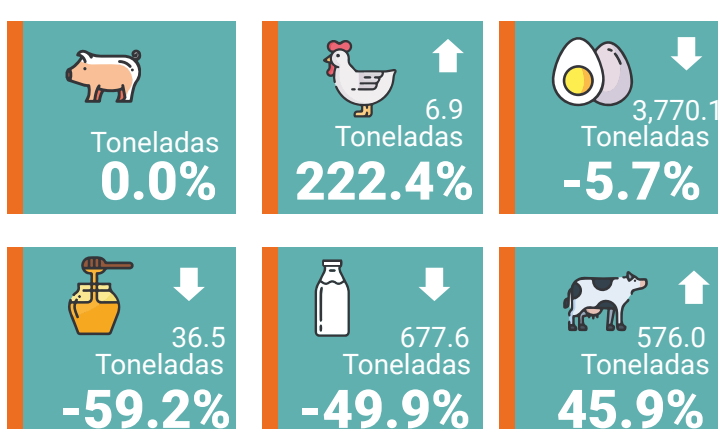 Toneladas
0.0%
6.9
Toneladas
222.4%
3,770.1
Toneladas
-5.7%
36.5
Toneladas
-59.2%
677.6
Toneladas
-49.9%
576.0
Toneladas
45.9%